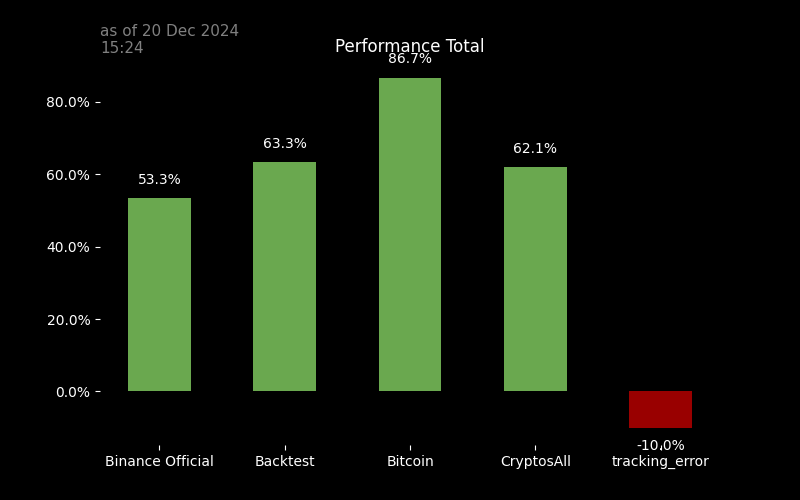 as of 20 Dec 2024
15:24
Performance Total
86.7%
80.0%
63.3%
62.1%
60.0%
53.3%
40.0%
20.0%
0.0%
-10.0%
Binance Official
Backtest
Bitcoin
CryptosAll
tracking_error